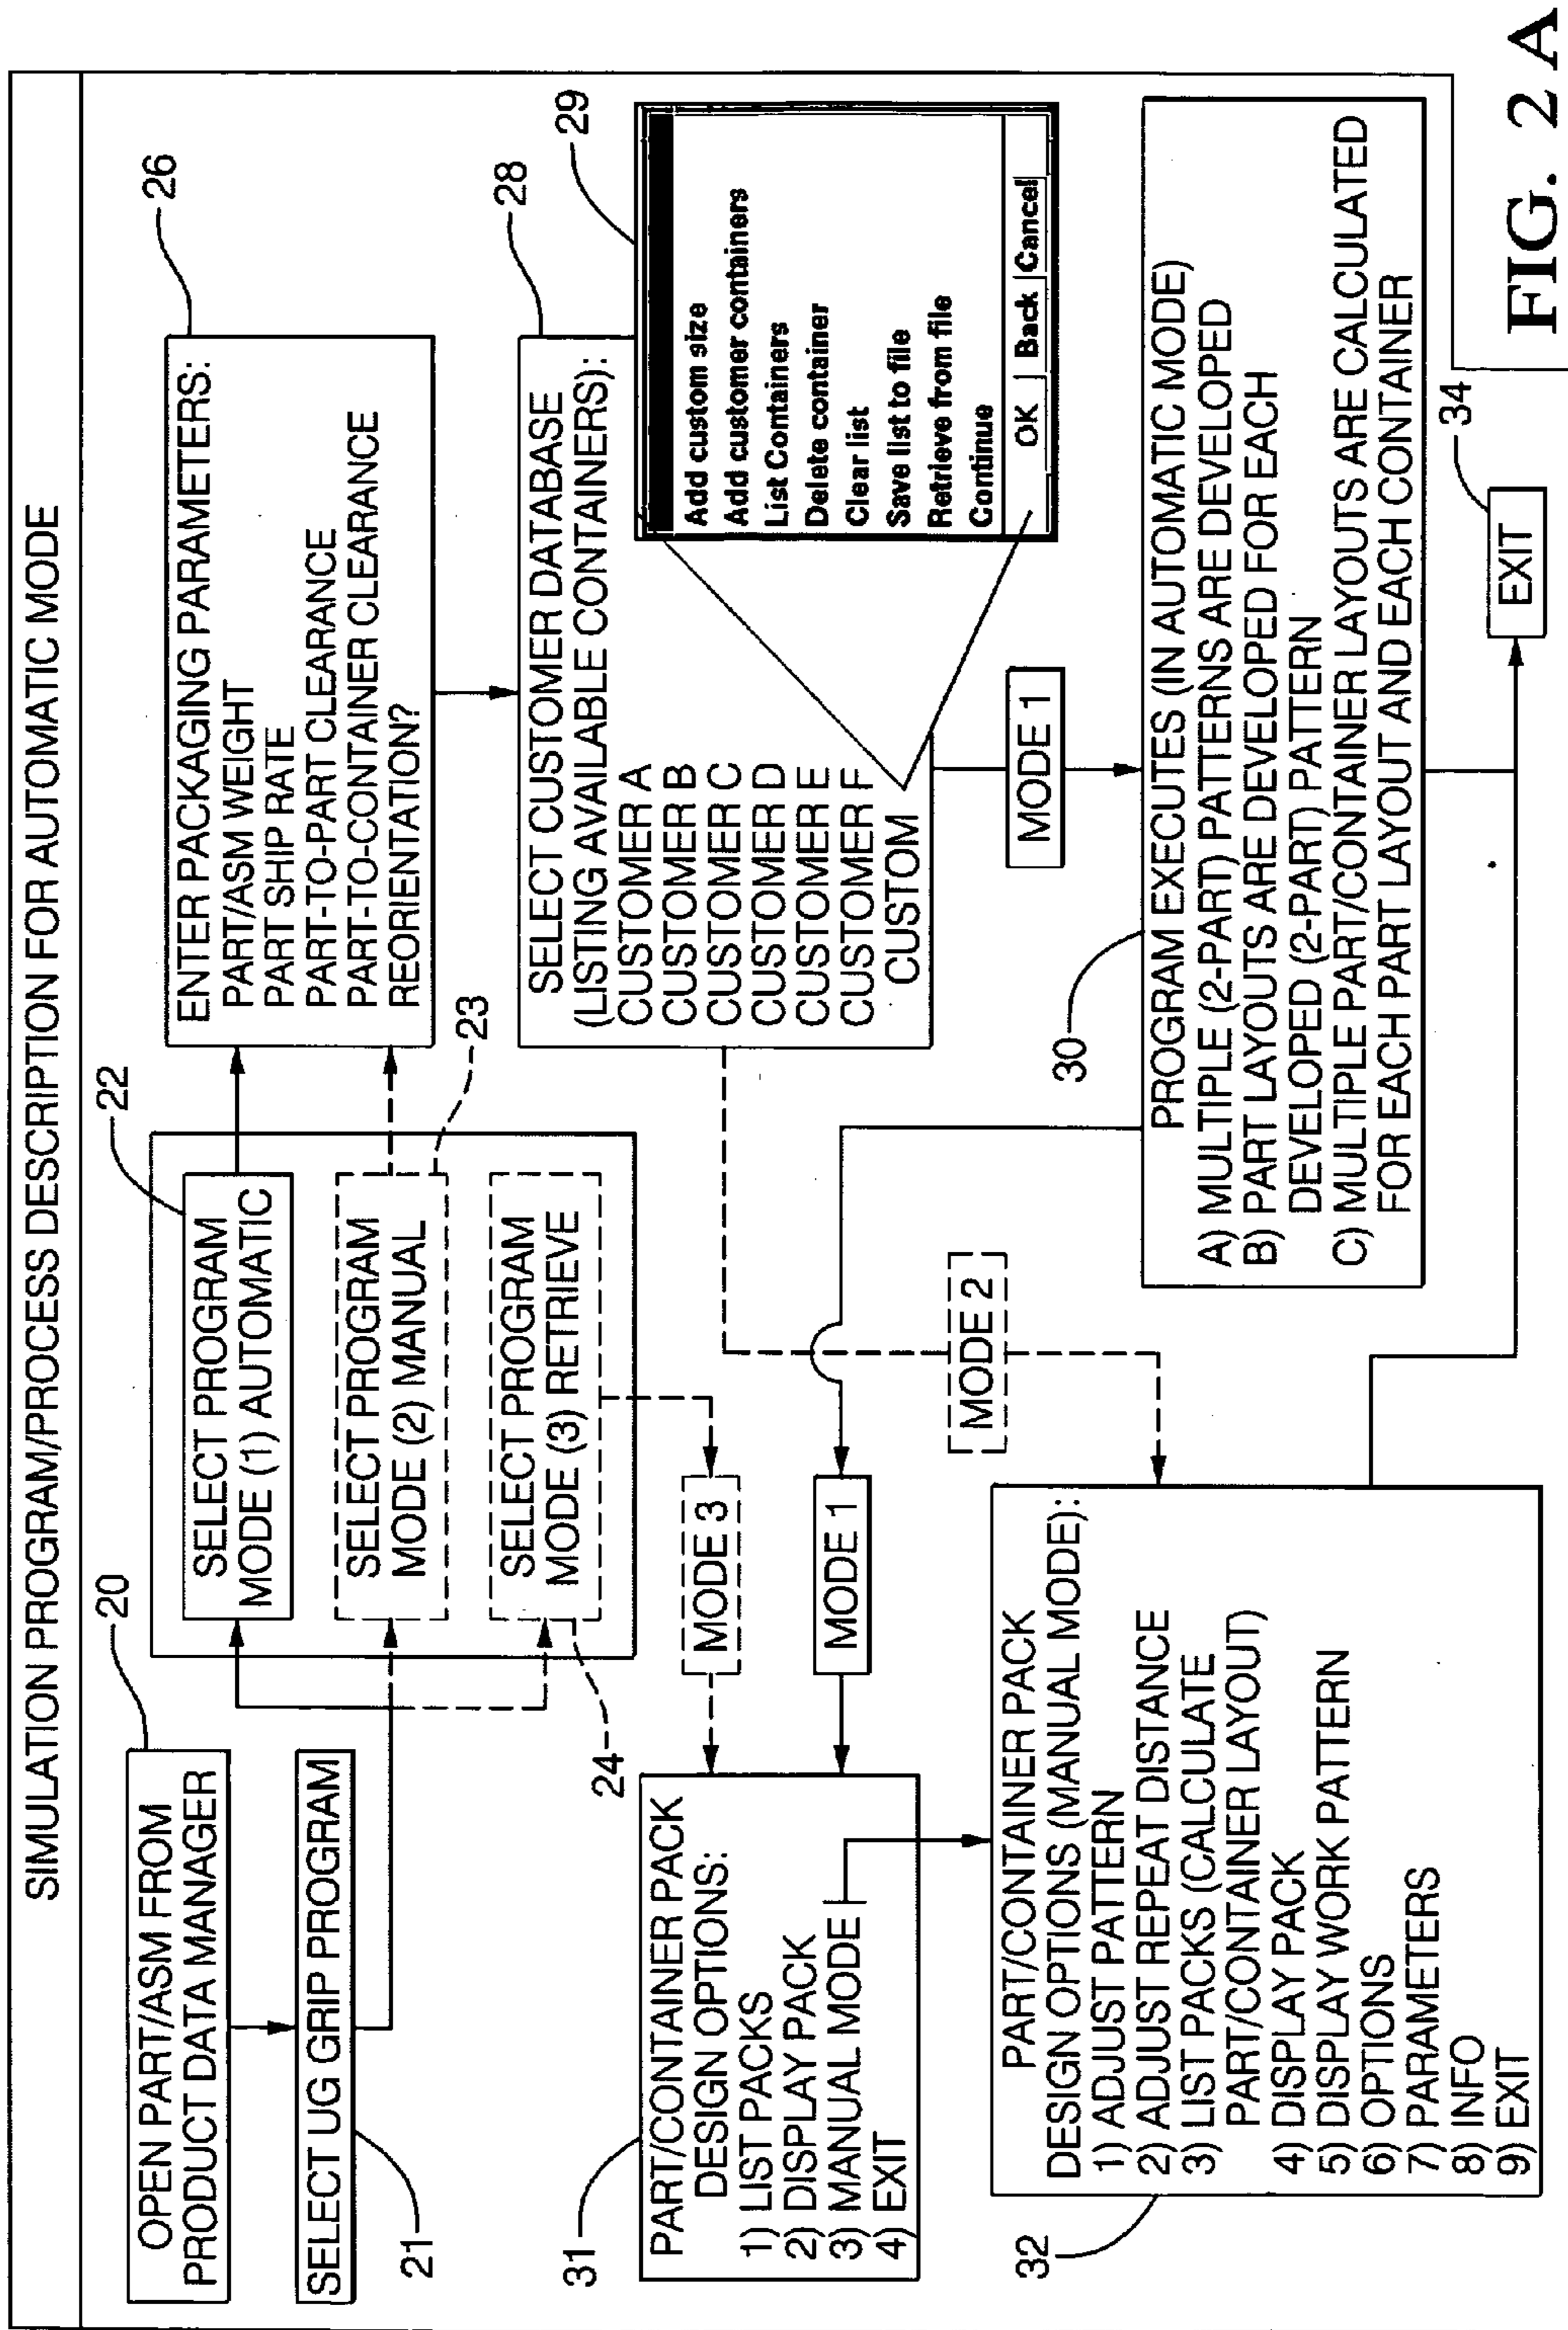 SIMULATION PROGRAM/PROCESS DESCRIPTION FOR AUTOMATIC MODE
20
OPEN PART/ASM FROM
PRODUCT DATA MANAGER
SELECT UG GRIP PROGRAM
21
22
SELECT PROGRAM
MODE (1) AUTOMATIC
SELECT PROGRAM
MODE (2) MANUAL
23
SELECT PROGRAM
MODE (3) RETRIEVE
24
26
ENTER PACKAGING PARAMETERS:
PART/ASM WEIGHT
PART SHIP RATE
PART-TO-PART CLEARANCE
PART-TO-CONTAINER CLEARANCE
REORIENTATION?
28
SELECT CUSTOMER DATABASE
(LISTING AVAILABLE CONTAINERS):
CUSTOMER A
CUSTOMER B
CUSTOMER C
CUSTOMER D
CUSTOMER E
CUSTOMER F
CUSTOM
29
Add custom size
Add customer containers
List Containers
Delete container
Clear list
Save list to file
Retrieve from file
Continue
OK Back Cancel
MODE 3
MODE 1
MODE 2
MODE 1
31
PART/CONTAINER PACK
DESIGN OPTIONS:
1) LIST PACKS
2) DISPLAY PACK
3) MANUAL MODE
4) EXIT
30
PROGRAM EXECUTES (IN AUTOMATIC MODE)
A) MULTIPLE (2-PART) PATTERNS ARE DEVELOPED
B) PART LAYOUTS ARE DEVELOPED FOR EACH
DEVELOPED (2-PART) PATTERN
C) MULTIPLE PART/CONTAINER LAYOUTS ARE CALCULATED
FOR EACH PART LAYOUT AND EACH CONTAINER
32
PART/CONTAINER PACK
DESIGN OPTIONS (MANUAL MODE):
1) ADJUST PATTERN
2) ADJUST REPEAT DISTANCE
3) LIST PACKS (CALCULATE
PART/CONTAINER LAYOUT)
4) DISPLAY PACK
5) DISPLAY WORK PATTERN
6) OPTIONS
7) PARAMETERS
8) INFO
9) EXIT
34
EXIT
FIG. 2 A